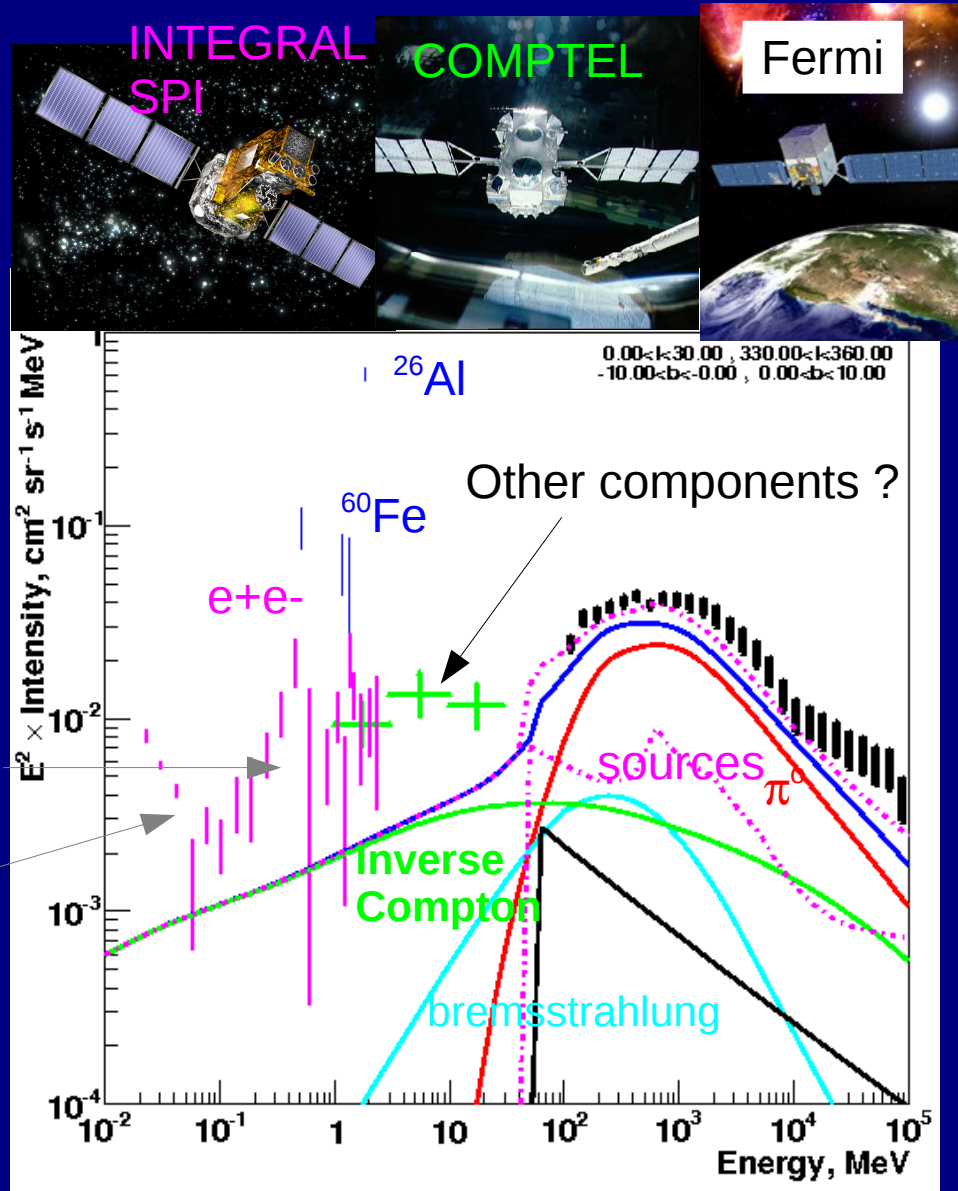 INTEGRAL
SPI
COMPTEL
Fermi
0.00<l<30.00 , 330.00<l<360.00
-10.00<b<-0.00 , 0.00<b<10.00
²⁶Al
Other components ?
⁶⁰Fe
e+e-
sources
π⁰
Inverse
Compton
bremsstrahlung
E² × Intensity, cm² sr⁻¹ s⁻¹ MeV
1
10⁻¹
10⁻²
10⁻³
10⁻⁴
10⁻² 10⁻¹ 1 10 10² 10³ 10⁴ 10⁵
Energy, MeV